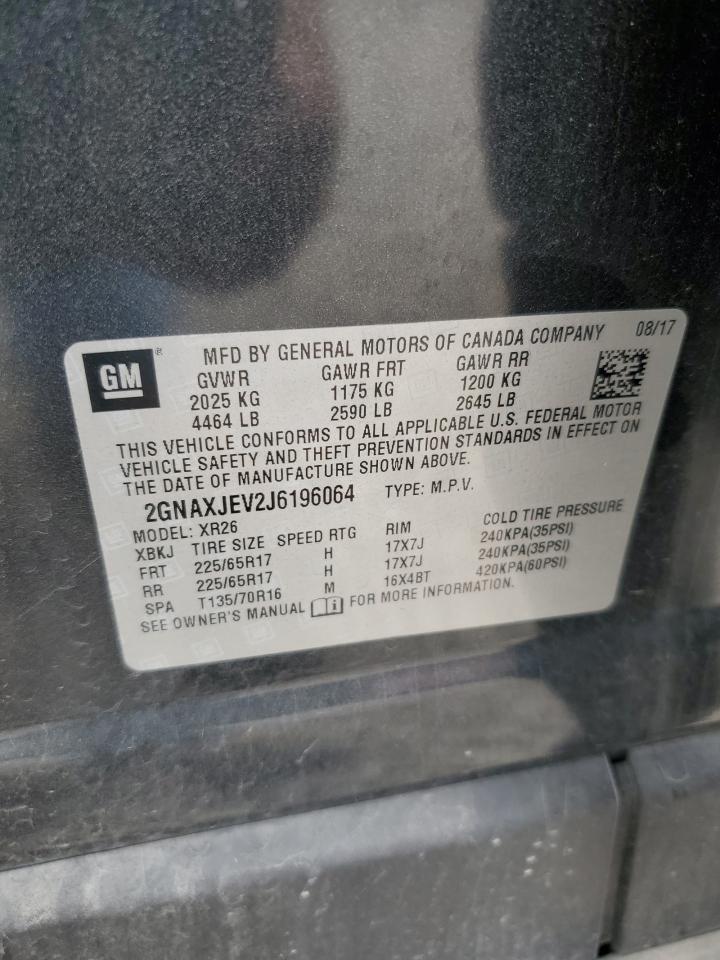 GM ® MFD BY GENERAL MOTORS OF CANADA COMPANY 08/17
GVWR GAWR FRT GAWR RR
2025 KG 1175 KG 1200 KG
4464 LB 2590 LB 2645 LB
THIS VEHICLE CONFORMS TO ALL APPLICABLE U.S. FEDERAL MOTOR
VEHICLE SAFETY AND THEFT PREVENTION STANDARDS IN EFFECT ON
THE DATE OF MANUFACTURE SHOWN ABOVE.
2GNAXJEV2J6196064 TYPE: M.P.V.
MODEL: XR26
XBKJ TIRE SIZE SPEED RTG RIM COLD TIRE PRESSURE
FRT 225/65R17 H 17X7J 240KPA(35PSI)
RR 225/65R17 H 17X7J 240KPA(35PSI)
SPA T135/70R16 M 16X4BT 420KPA(60PSI)
SEE OWNER'S MANUAL i FOR MORE INFORMATION.